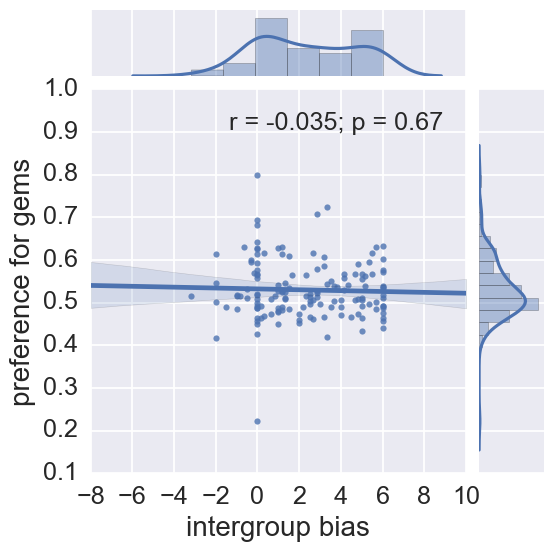 r = -0.035; p = 0.67
1.0
0.9
0.8
0.7
0.6
0.5
0.4
0.3
0.2
0.1
preference for gems
−8 −6 −4 −2 0 2 4 6 8 10
intergroup bias